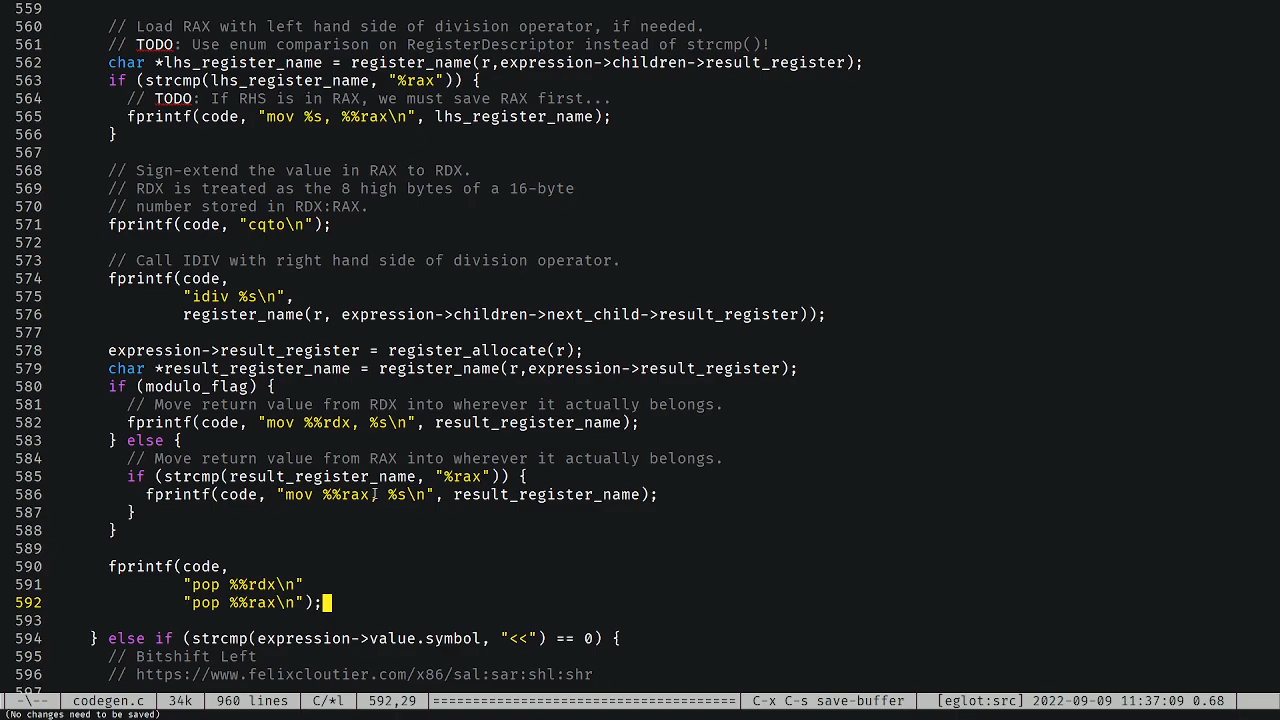 559
560 // Load RAX with left hand side of division operator, if needed.
561 // TODO: Use enum comparison on RegisterDescriptor instead of strcmp()!
562 char *lhs_register_name = register_name(r,expression->children->result_register);
563 if (strcmp(lhs_register_name, "%rax")) {
564 // TODO: If RHS is in RAX, we must save RAX first...
565 fprintf(code, "mov %s, %%rax\n", lhs_register_name);
566 }
567
568 // Sign-extend the value in RAX to RDX.
569 // RDX is treated as the 8 high bytes of a 16-byte
570 // number stored in RDX:RAX.
571 fprintf(code, "cqto\n");
572
573 // Call IDIV with right hand side of division operator.
574 fprintf(code,
575 "idiv %s\n",
576 register_name(r, expression->children->next_child->result_register));
577
578 expression->result_register = register_allocate(r);
579 char *result_register_name = register_name(r,expression->result_register);
580 if (modulo_flag) {
581 // Move return value from RDX into wherever it actually belongs.
582 fprintf(code, "mov %%rdx, %s\n", result_register_name);
583 } else {
584 // Move return value from RAX into wherever it actually belongs.
585 if (strcmp(result_register_name, "%rax")) {
586 fprintf(code, "mov %%rax, %s\n", result_register_name);
587 }
588 }
589
590 fprintf(code,
591 "pop %%rdx\n"
592 "pop %%rax\n");
593
594 } else if (strcmp(expression->value.symbol, "<<") == 0) {
595 // Bitshift Left
596 // https://www.felixcloutier.com/x86/sal:sar:shl:shr
597
-\-- codegen.c 34k 960 lines C/*l 592,29 ================================ C-x C-s save-buffer [eglot:src] 2022-09-09 11:37:09 0.68
(No changes need to be saved)